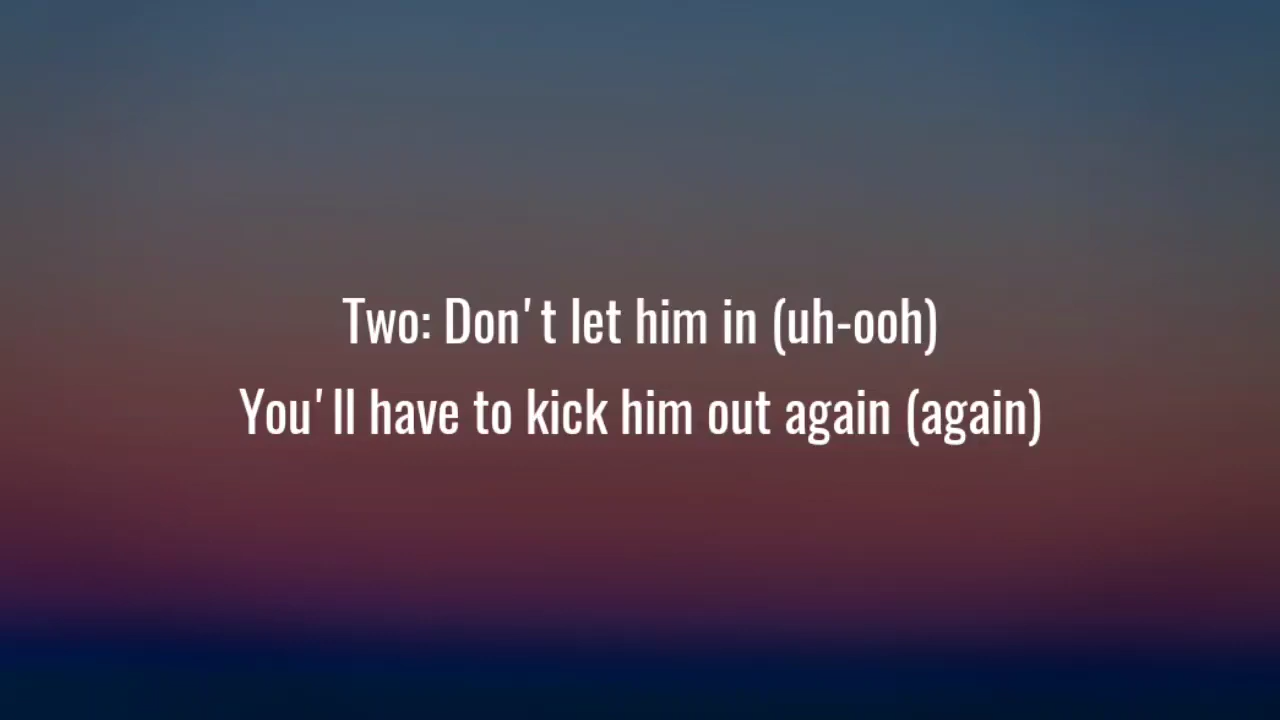 Two: Don't let him in (uh-ooh)
You'll have to kick him out again (again)